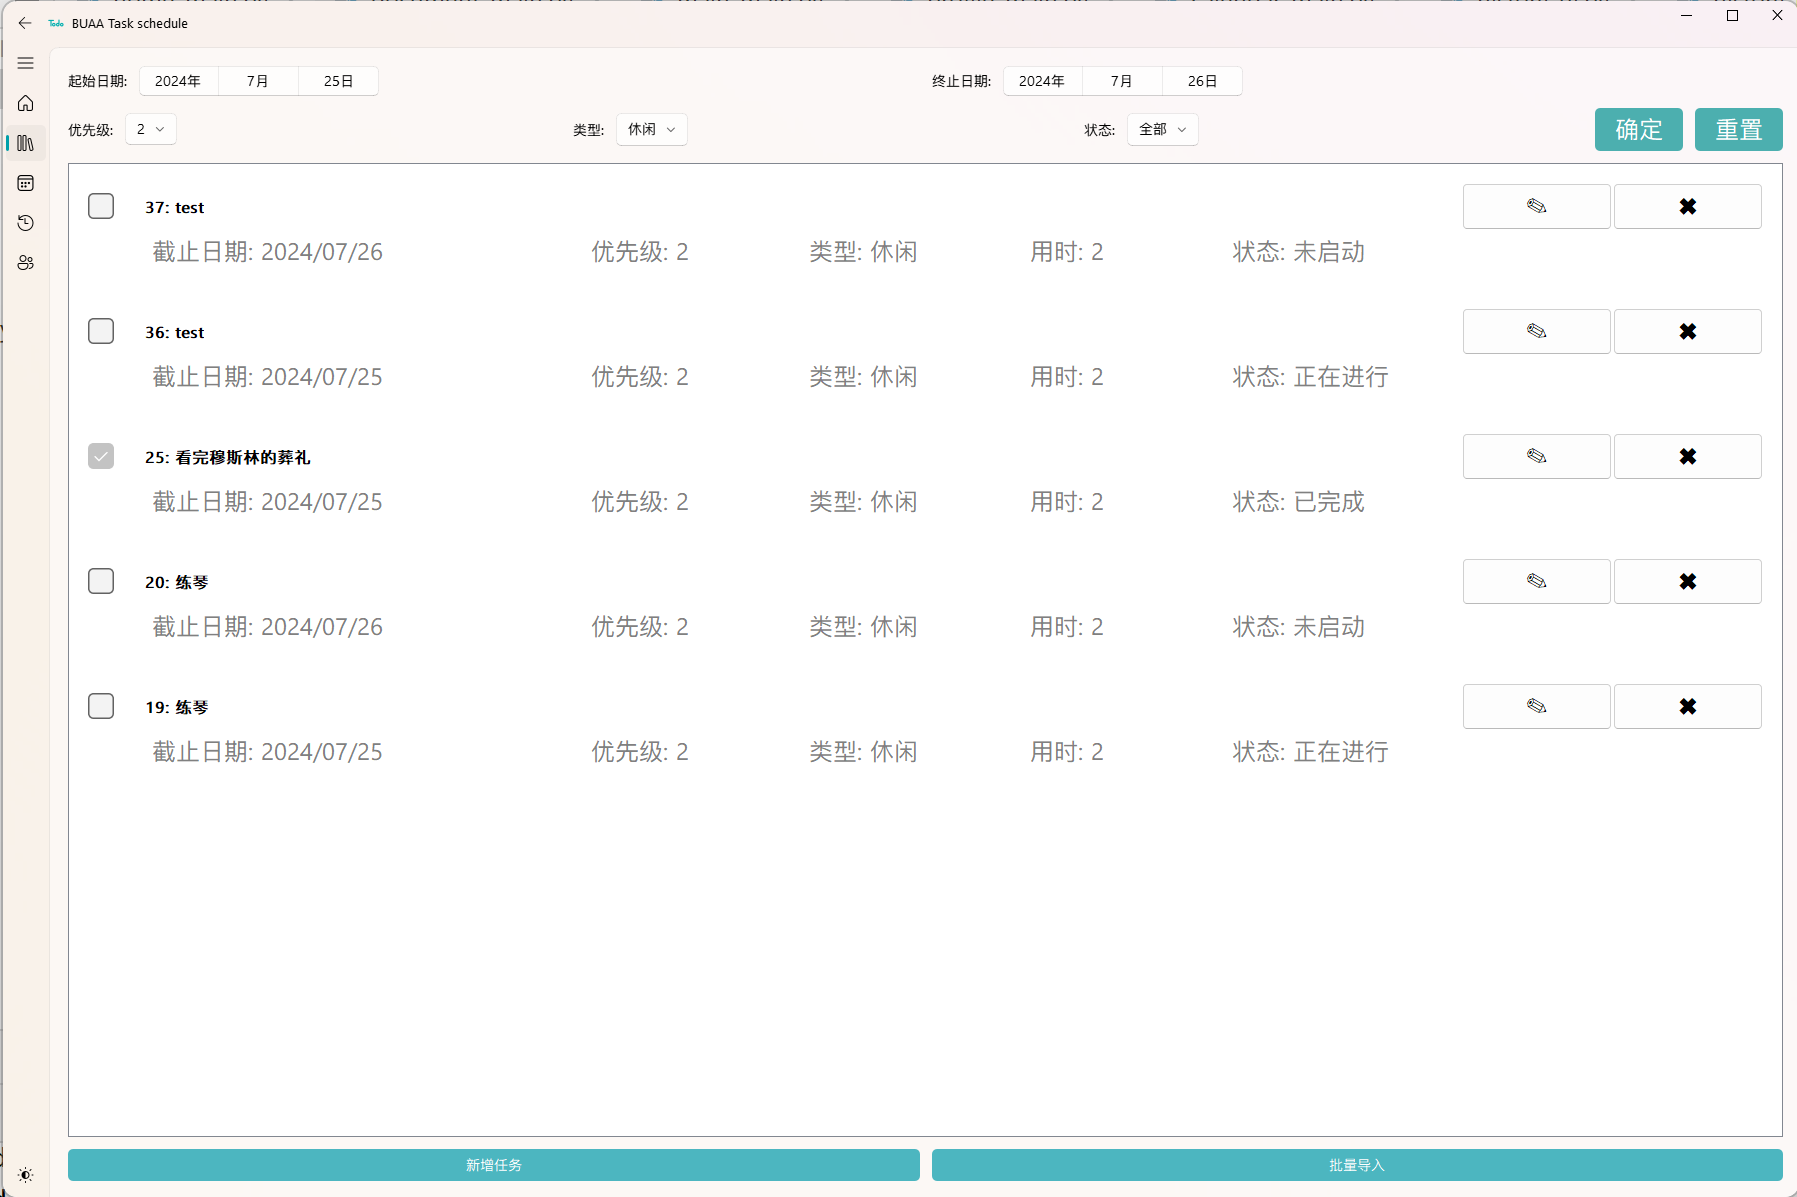 Todo BUAA Task schedule
起始日期: 2024年 7月 25日 终止日期: 2024年 7月 26日
优先级: 2 类型: 休闲 状态: 全部 确定 重置
37: test
截止日期: 2024/07/26 优先级: 2 类型: 休闲 用时: 2 状态: 未启动
36: test
截止日期: 2024/07/25 优先级: 2 类型: 休闲 用时: 2 状态: 正在进行
25: 看完穆斯林的葬礼
截止日期: 2024/07/25 优先级: 2 类型: 休闲 用时: 2 状态: 已完成
20: 练琴
截止日期: 2024/07/26 优先级: 2 类型: 休闲 用时: 2 状态: 未启动
19: 练琴
截止日期: 2024/07/25 优先级: 2 类型: 休闲 用时: 2 状态: 正在进行
新增任务 批量导入